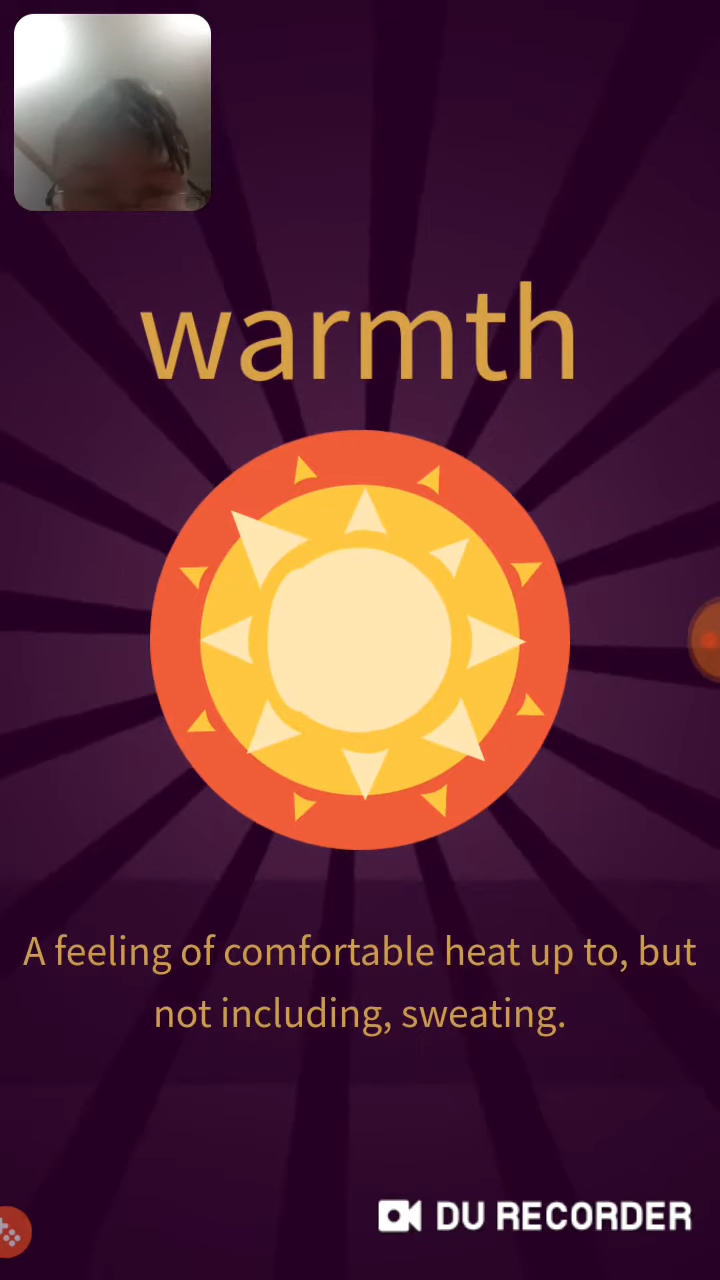 warmth
A feeling of comfortable heat up to, but
not including, sweating.
DU RECORDER